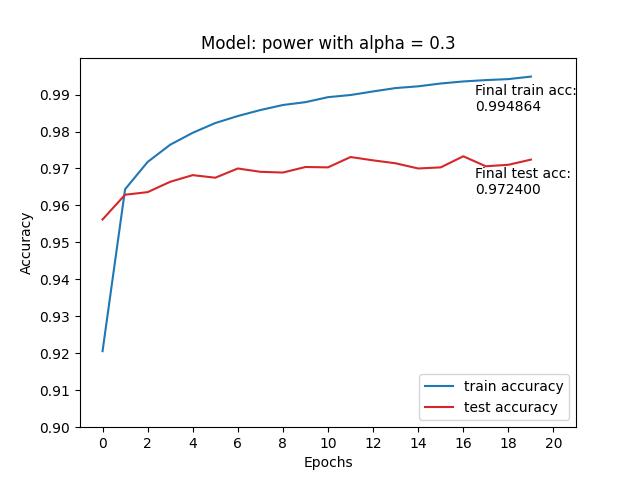 Model: power with alpha = 0.3
Accuracy
0.99
0.98
0.97
0.96
0.95
0.94
0.93
0.92
0.91
0.90
Final train acc:
0.994864
Final test acc:
0.972400
train accuracy
test accuracy
0 2 4 6 8 10 12 14 16 18 20
Epochs